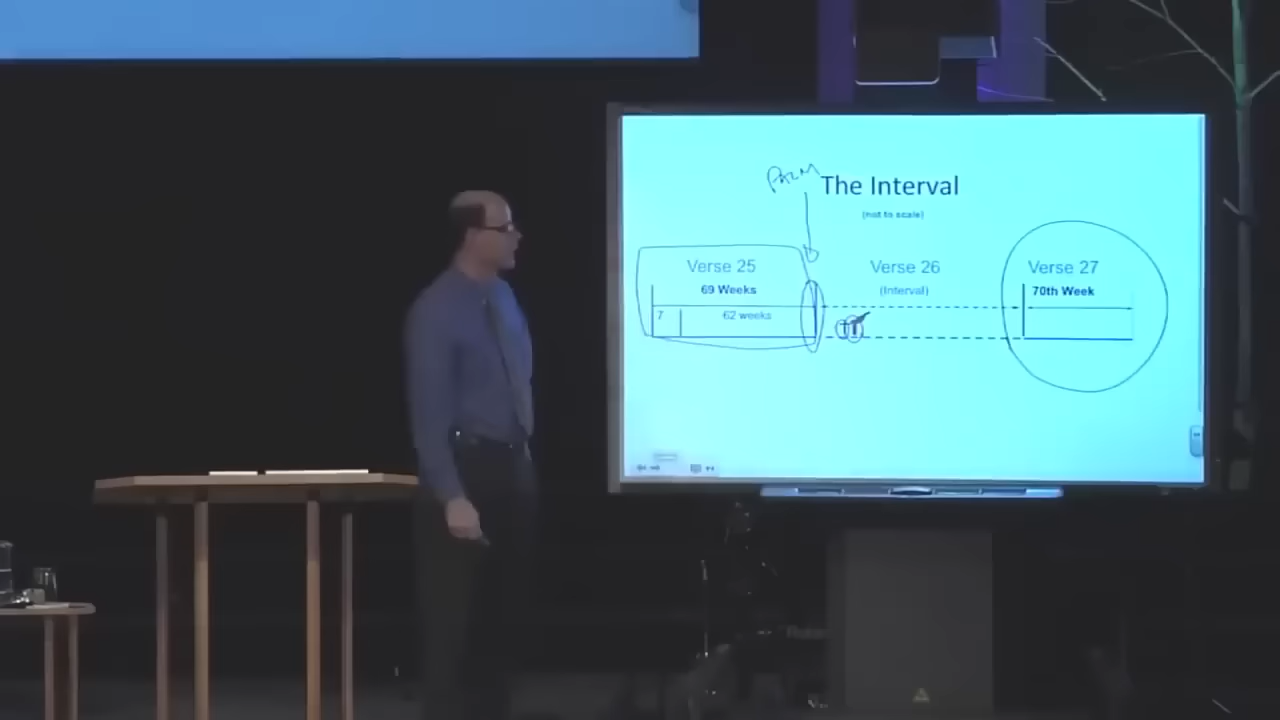 PALM
The Interval
(not to scale)
Verse 25
Verse 26
Verse 27
69 Weeks
(Interval)
70th Week
7
62 weeks